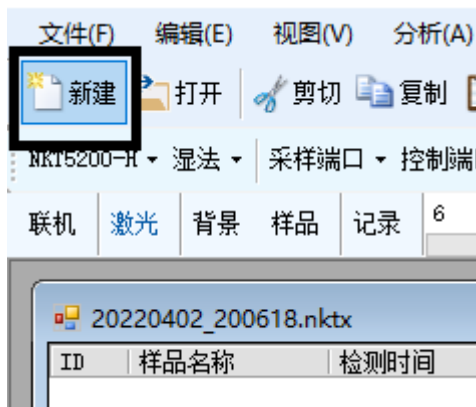 文件(F) 编辑(E) 视图(V) 分析(A)
新建 打开 剪切 复制
NKT5200-H 湿法 采样端口 控制端
联机 激光 背景 样品 记录 6
20220402_200618.nktx
ID 样品名称 检测时间